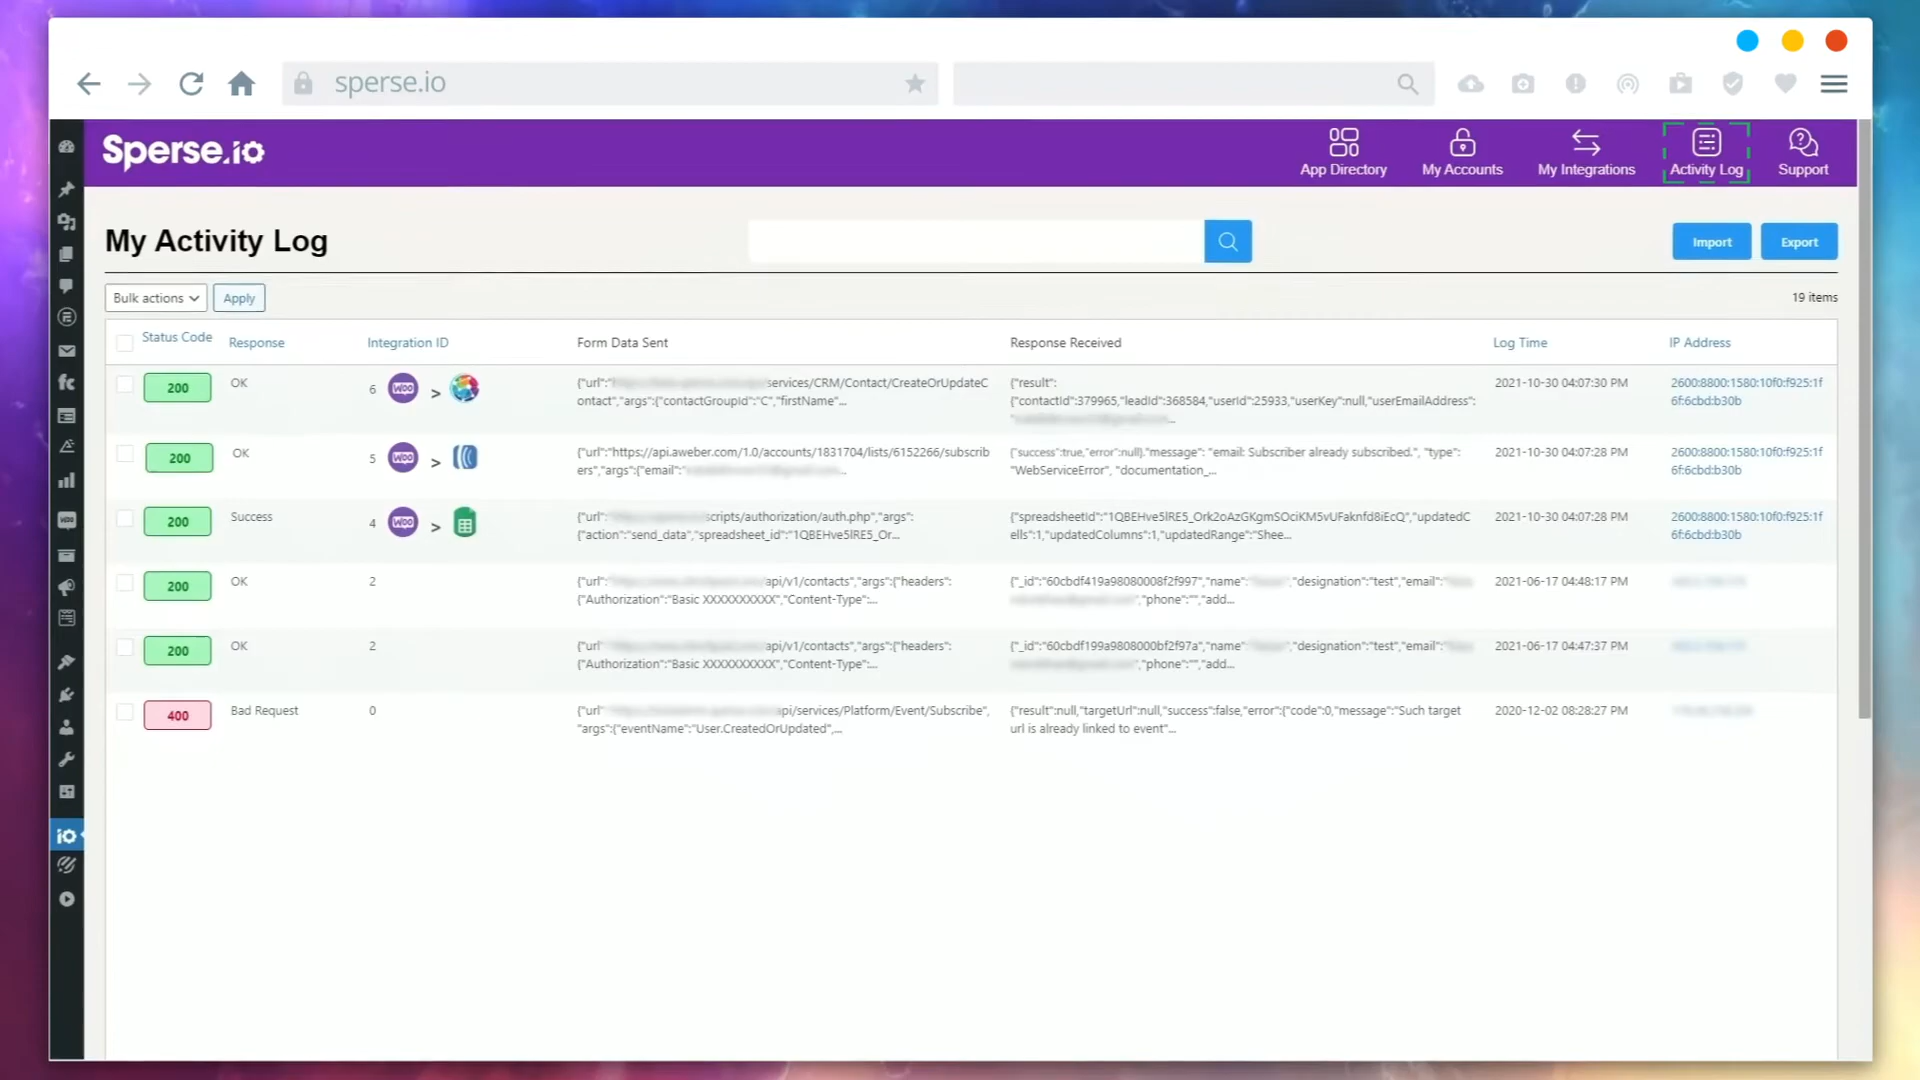 sperse.io
Sperse.io
App Directory
My Accounts
My Integrations
Activity Log
Support
My Activity Log
Import
Export
Bulk actions
Apply
19 items
Status Code
Response
Integration ID
Form Data Sent
Response Received
Log Time
IP Address
200
OK
6
woo
>
{"url":" services/CRM/Contact/CreateOrUpdateC
ontact","args":{"contactGroupId":"C","firstName"...
{"result":
{"contactId":379965,"leadId":368584,"userId":25933,"userKey":null,"userEmailAddress":
...
2021-10-30 04:07:30 PM
2600:8800:1580:10f0:f925:1f
6f:6cbd:b30b
200
OK
5
woo
>
{"url":"https://api.aweber.com/1.0/accounts/1831704/lists/6152266/subscrib
ers","args":{"email":" ...
{"success":true,"error":null}."message": "email: Subscriber already subscribed.", "type":
"WebServiceError", "documentation_...
2021-10-30 04:07:28 PM
2600:8800:1580:10f0:f925:1f
6f:6cbd:b30b
200
Success
4
woo
>
{"url": scripts/authorization/auth.php","args":
{"action":"send_data","spreadsheet_id":"1QBEHve5lRE5_Or...
{"spreadsheetId":"1QBEHve5lRE5_Ork2oAzGKgmSOciKM5vUFaknfd8iEcQ","updatedC
ells":1,"updatedColumns":1,"updatedRange":"Shee...
2021-10-30 04:07:28 PM
2600:8800:1580:10f0:f925:1f
6f:6cbd:b30b
200
OK
2
{"url": api/v1/contacts","args":{"headers":
{"Authorization":"Basic XXXXXXXXXX","Content-Type":...
{"_id":"60cbdf419a98080008f2f997","name": ","designation":"test","email":
","phone":"","add...
2021-06-17 04:48:17 PM
200
OK
2
{"url": api/v1/contacts","args":{"headers":
{"Authorization":"Basic XXXXXXXXXX","Content-Type":...
{"_id":"60cbdf199a9808000bf2f97a","name": ","designation":"test","email":
","phone":"","add...
2021-06-17 04:47:37 PM
400
Bad Request
0
{"url": api/services/Platform/Event/Subscribe",
"args":{"eventName":"User.CreatedOrUpdated",...
{"result":null,"targetUrl":null,"success":false,"error":{"code":0,"message":"Such target
url is already linked to event"...
2020-12-02 08:28:27 PM